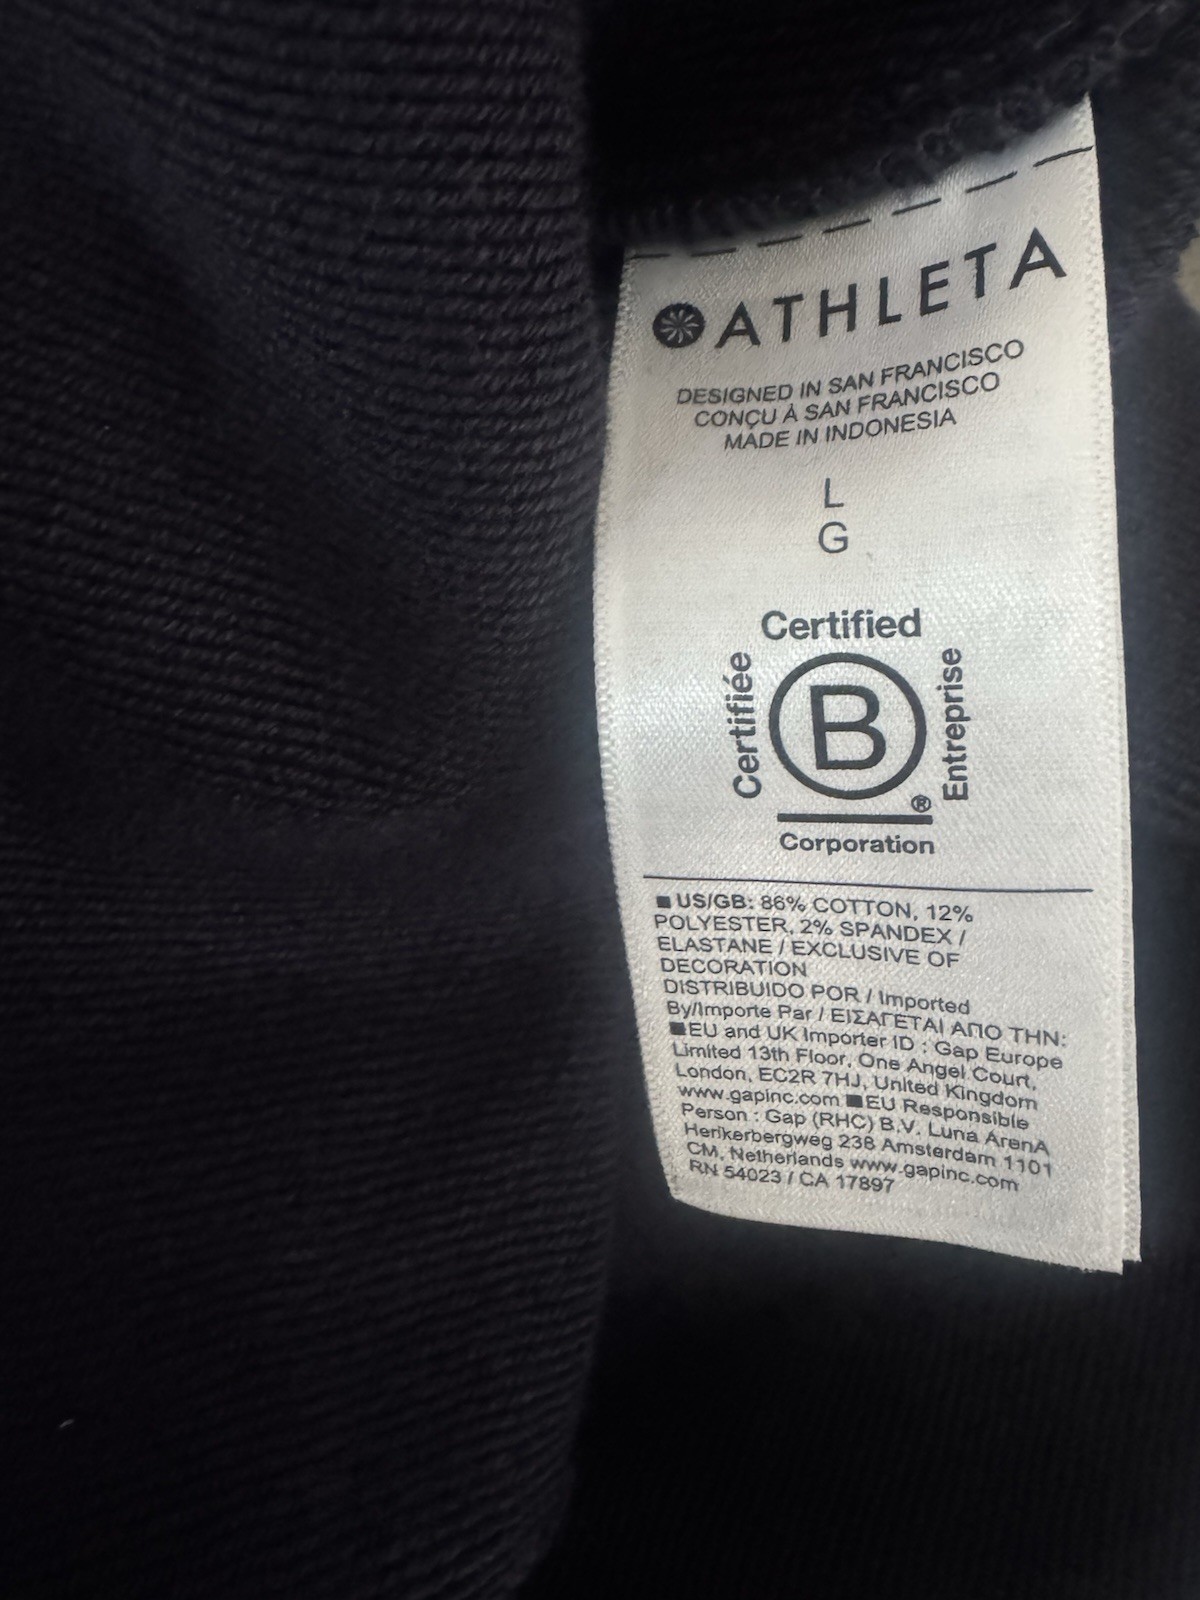 ATHLETA
DESIGNED IN SAN FRANCISCO
CONÇU À SAN FRANCISCO
MADE IN INDONESIA
L
G
Certified
Certifiée
B
Entreprise
®
Corporation
■ US/GB: 86% COTTON, 12%
POLYESTER, 2% SPANDEX /
ELASTANE / EXCLUSIVE OF
DECORATION
DISTRIBUIDO POR / Imported
By/Importe Par / ΕΙΣΑΓΕΤΑΙ ΑΠΟ ΤΗΝ:
■EU and UK Importer ID : Gap Europe
Limited 13th Floor, One Angel Court,
London, EC2R 7HJ, United Kingdom
www.gapinc.com ■EU Responsible
Person : Gap (RHC) B.V. Luna ArenA
Herikerbergweg 238 Amsterdam 1101
CM, Netherlands www.gapinc.com
RN 54023 / CA 17897